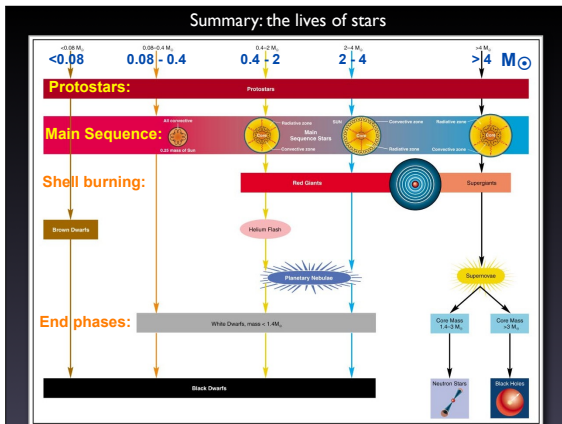 Summary: the lives of stars
<0.08 M☉
0.08–0.4 M☉
0.4–2 M☉
2–4 M☉
>4 M☉
<0.08
0.08 - 0.4
0.4 - 2
2 - 4
> 4
M☉
Protostars:
Protostars
Main Sequence:
All convective
0.25 mass of Sun
Core
Radiative zone
Convective zone
Main
Sequence
Stars
SUN
Core
Convective zone
Radiative zone
Radiative zone
Core
Convective zone
Shell burning:
Red Giants
Supergiants
Brown Dwarfs
Helium Flash
Planetary Nebulae
Supernovae
End phases:
White Dwarfs, mass < 1.4M☉
Core Mass
1.4–3 M☉
Core Mass
>3 M☉
Black Dwarfs
Neutron Stars
Black Holes